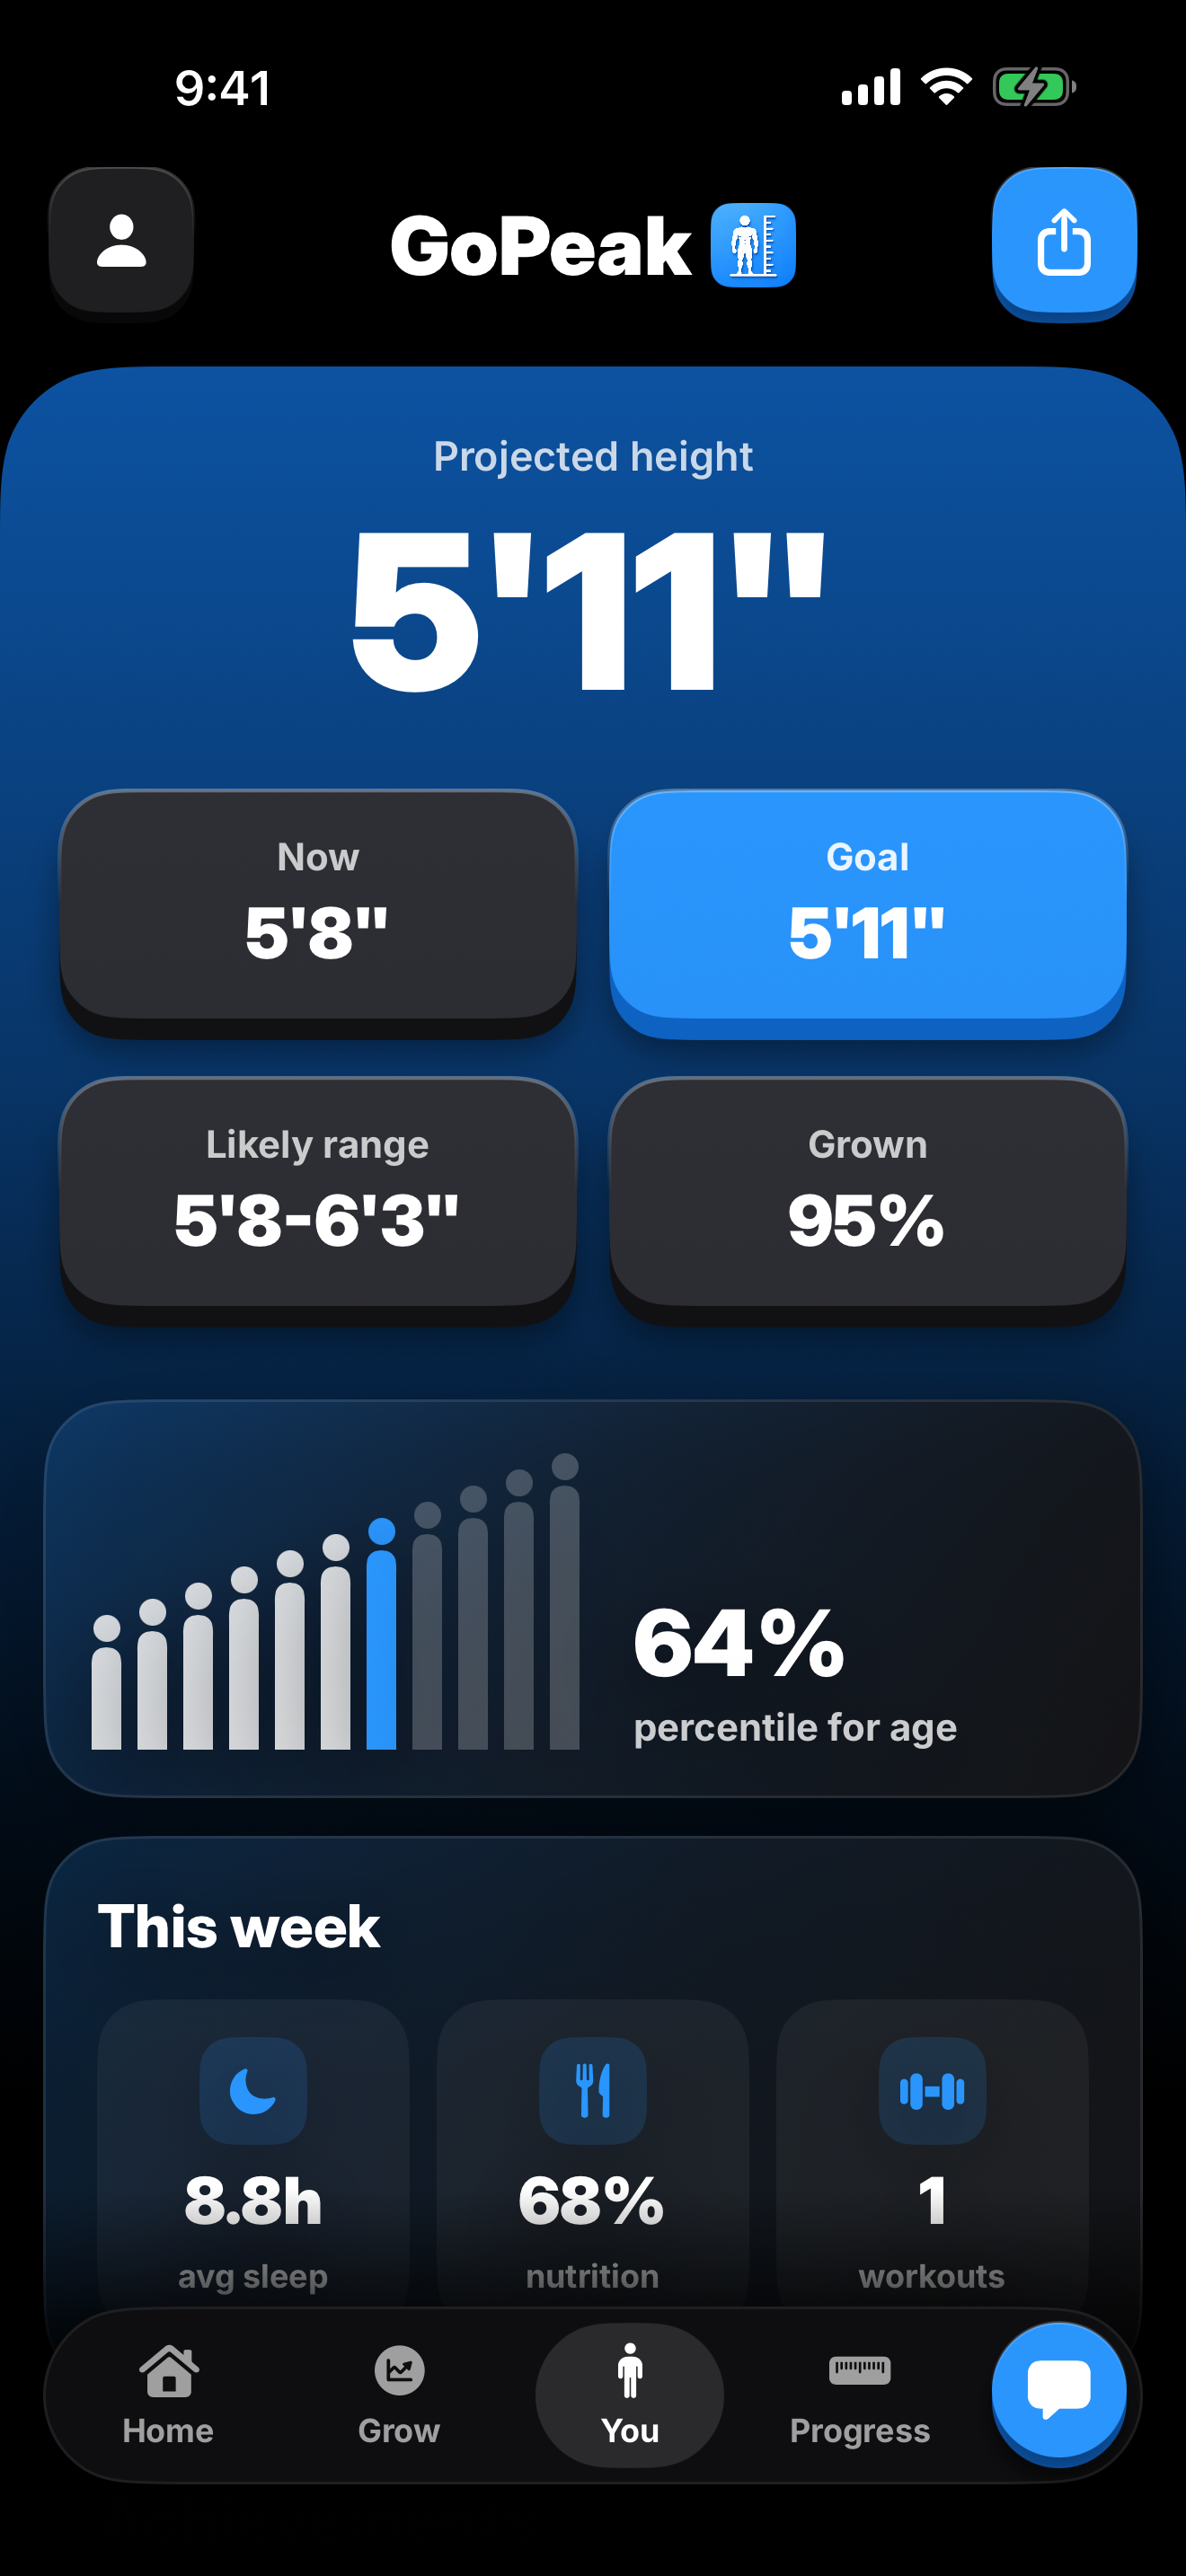 9:41
GoPeak
Projected height
5'11"
Now
5'8"
Goal
5'11"
Likely range
5'8-6'3"
Grown
95%
64%
percentile for age
This week
8.8h
68%
1
avg sleep
nutrition
workouts
Home
Grow
You
Progress